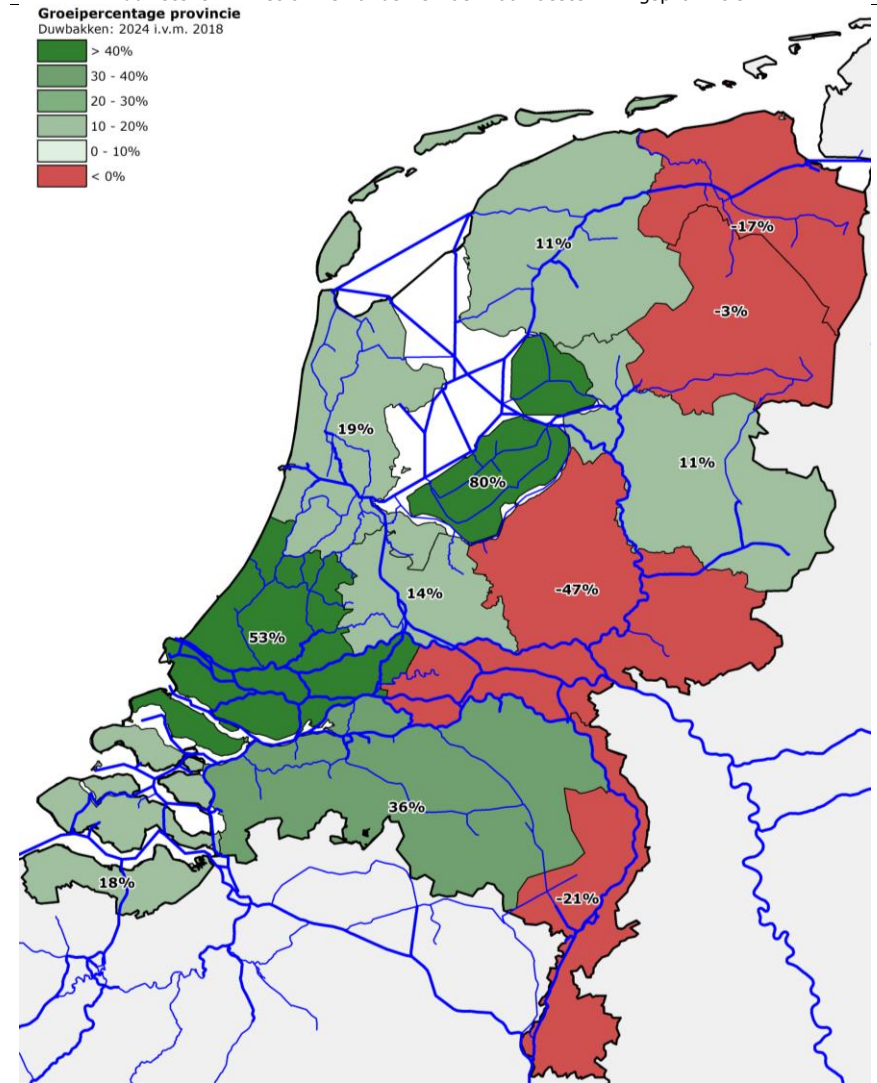 Groeipercentage provincie
Duwbakken: 2024 i.v.m. 2018
> 40%
30 - 40%
20 - 30%
10 - 20%
0 - 10%
< 0%
-17%
11%
-3%
19%
11%
80%
-47%
14%
53%
36%
18%
-21%